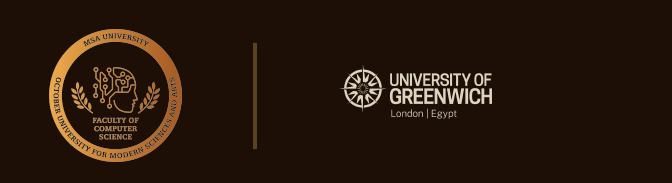 MSA UNIVERSITY
OCTOBER UNIVERSITY FOR MODERN SCIENCES AND ARTS
FACULTY OF
COMPUTER
SCIENCE
UNIVERSITY OF
GREENWICH
London | Egypt